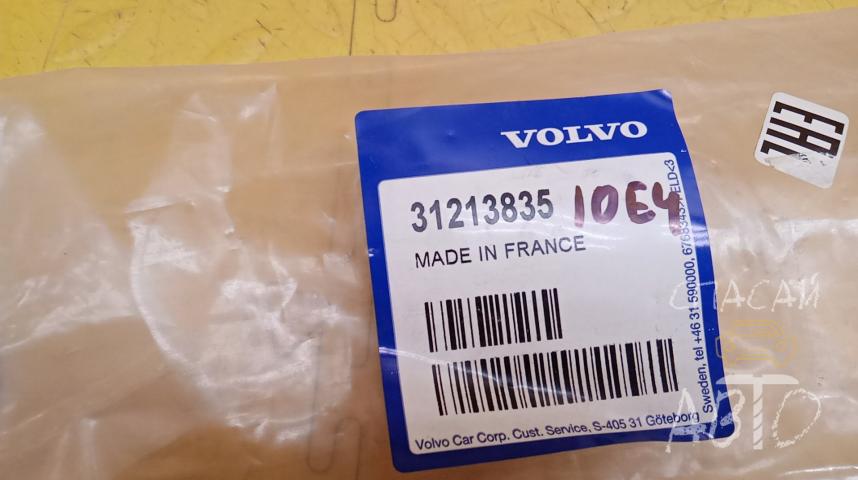 VOLVO
31213835 10E4
MADE IN FRANCE
Volvo Car Corp. Cust. Service, S-405 31 Göteborg
Sweden, tel +46 31 590000,
EAC
СПАСАЙ
АВТО